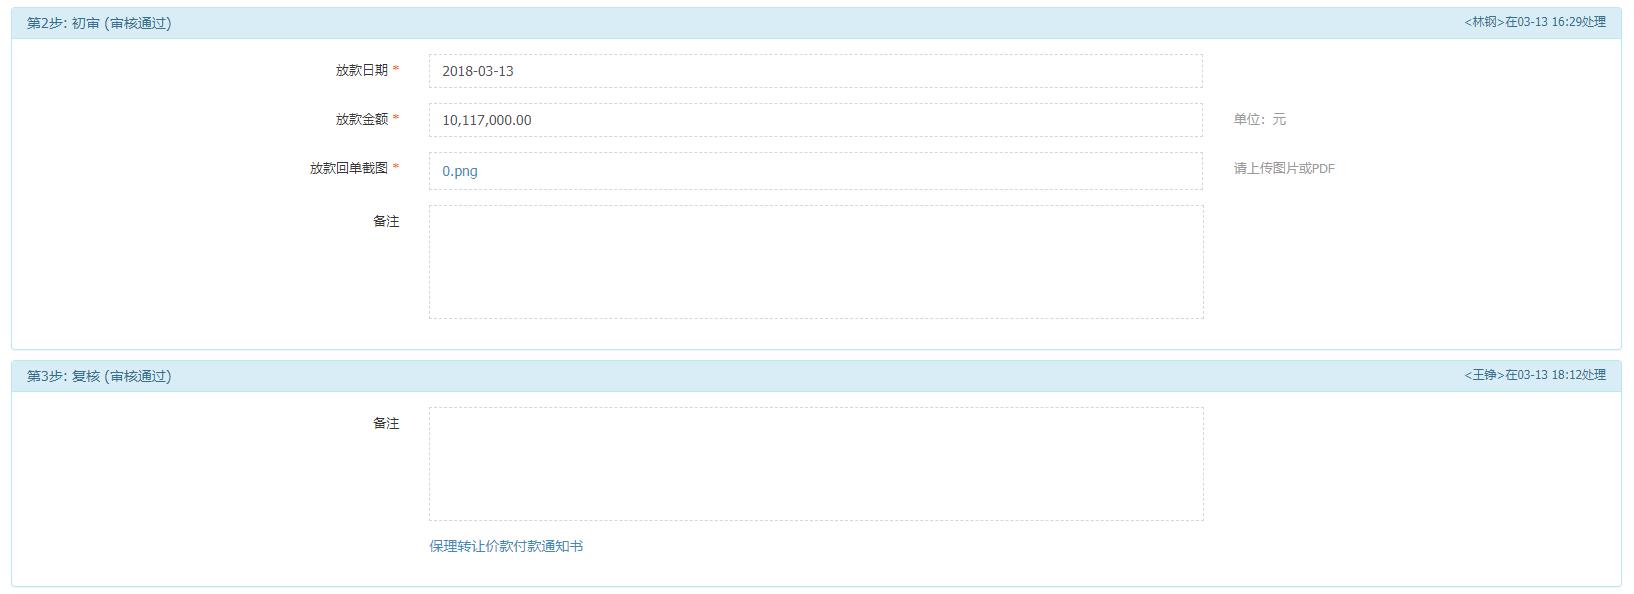 第2步: 初审 (审核通过) <林钢>在03-13 16:29处理
放款日期 * 2018-03-13
放款金额 * 10,117,000.00 单位：元
放款回单截图 * 0.png 请上传图片或PDF
备注
第3步: 复核 (审核通过) <王铮>在03-13 18:12处理
备注
保理转让价款付款通知书